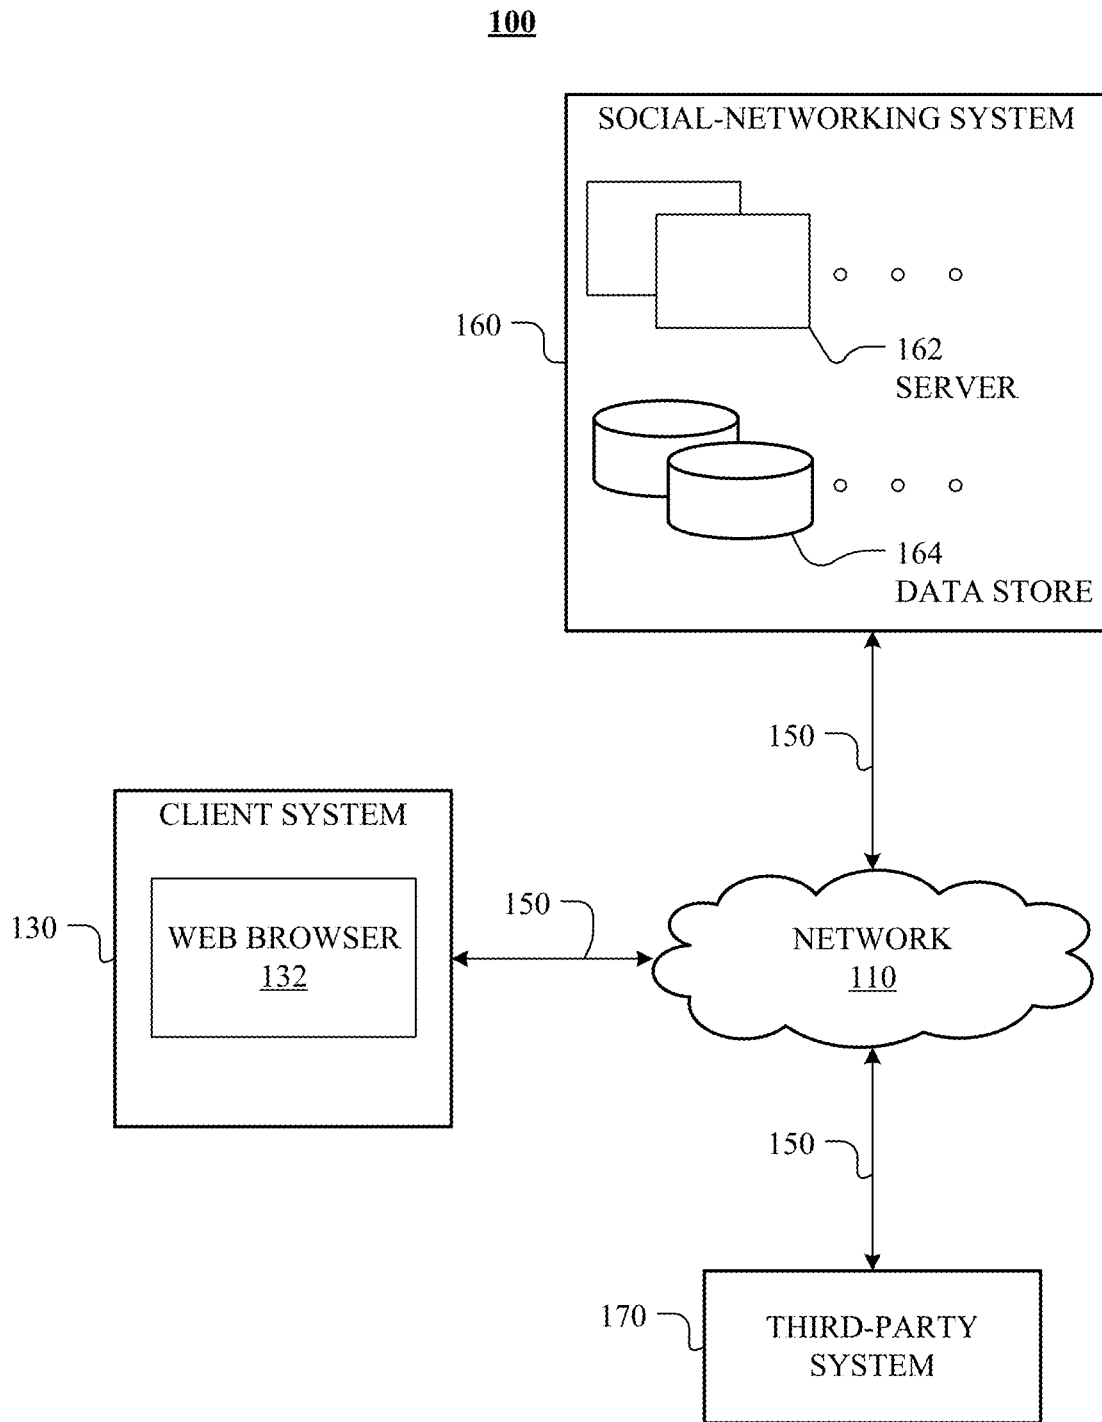 100
SOCIAL-NETWORKING SYSTEM
160
162
SERVER
164
DATA STORE
150
CLIENT SYSTEM
130
WEB BROWSER
132
150
NETWORK
110
150
170
THIRD-PARTY
SYSTEM